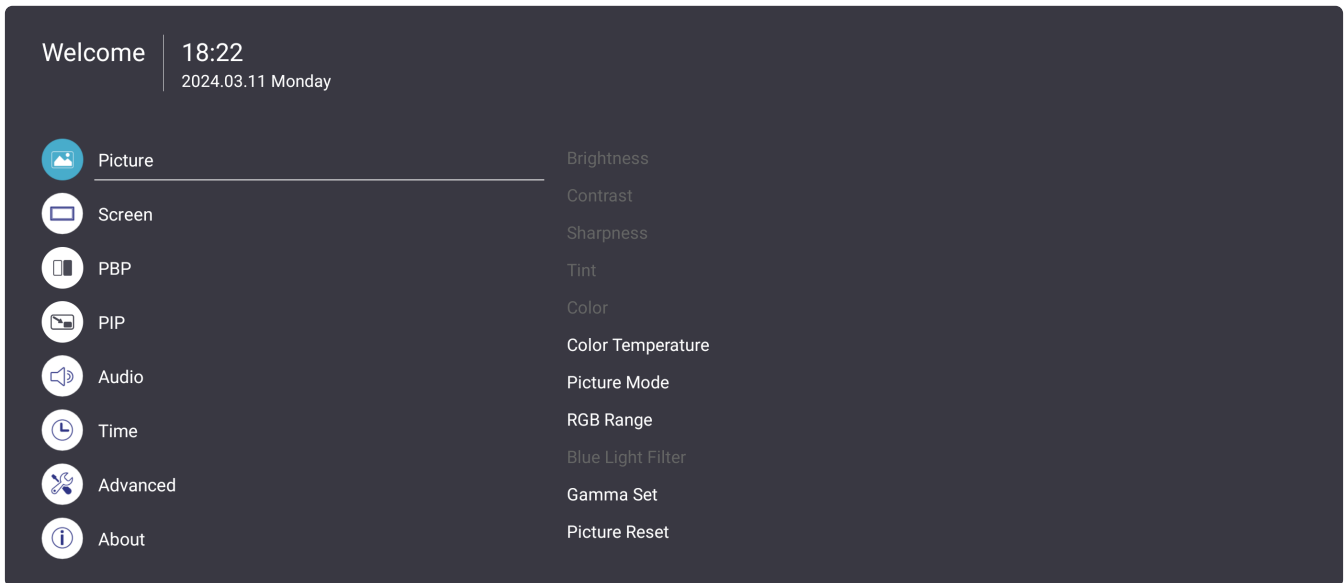 Welcome
18:22
2024.03.11 Monday
Picture
Screen
PBP
PIP
Audio
Time
Advanced
About
Brightness
Contrast
Sharpness
Tint
Color
Color Temperature
Picture Mode
RGB Range
Blue Light Filter
Gamma Set
Picture Reset